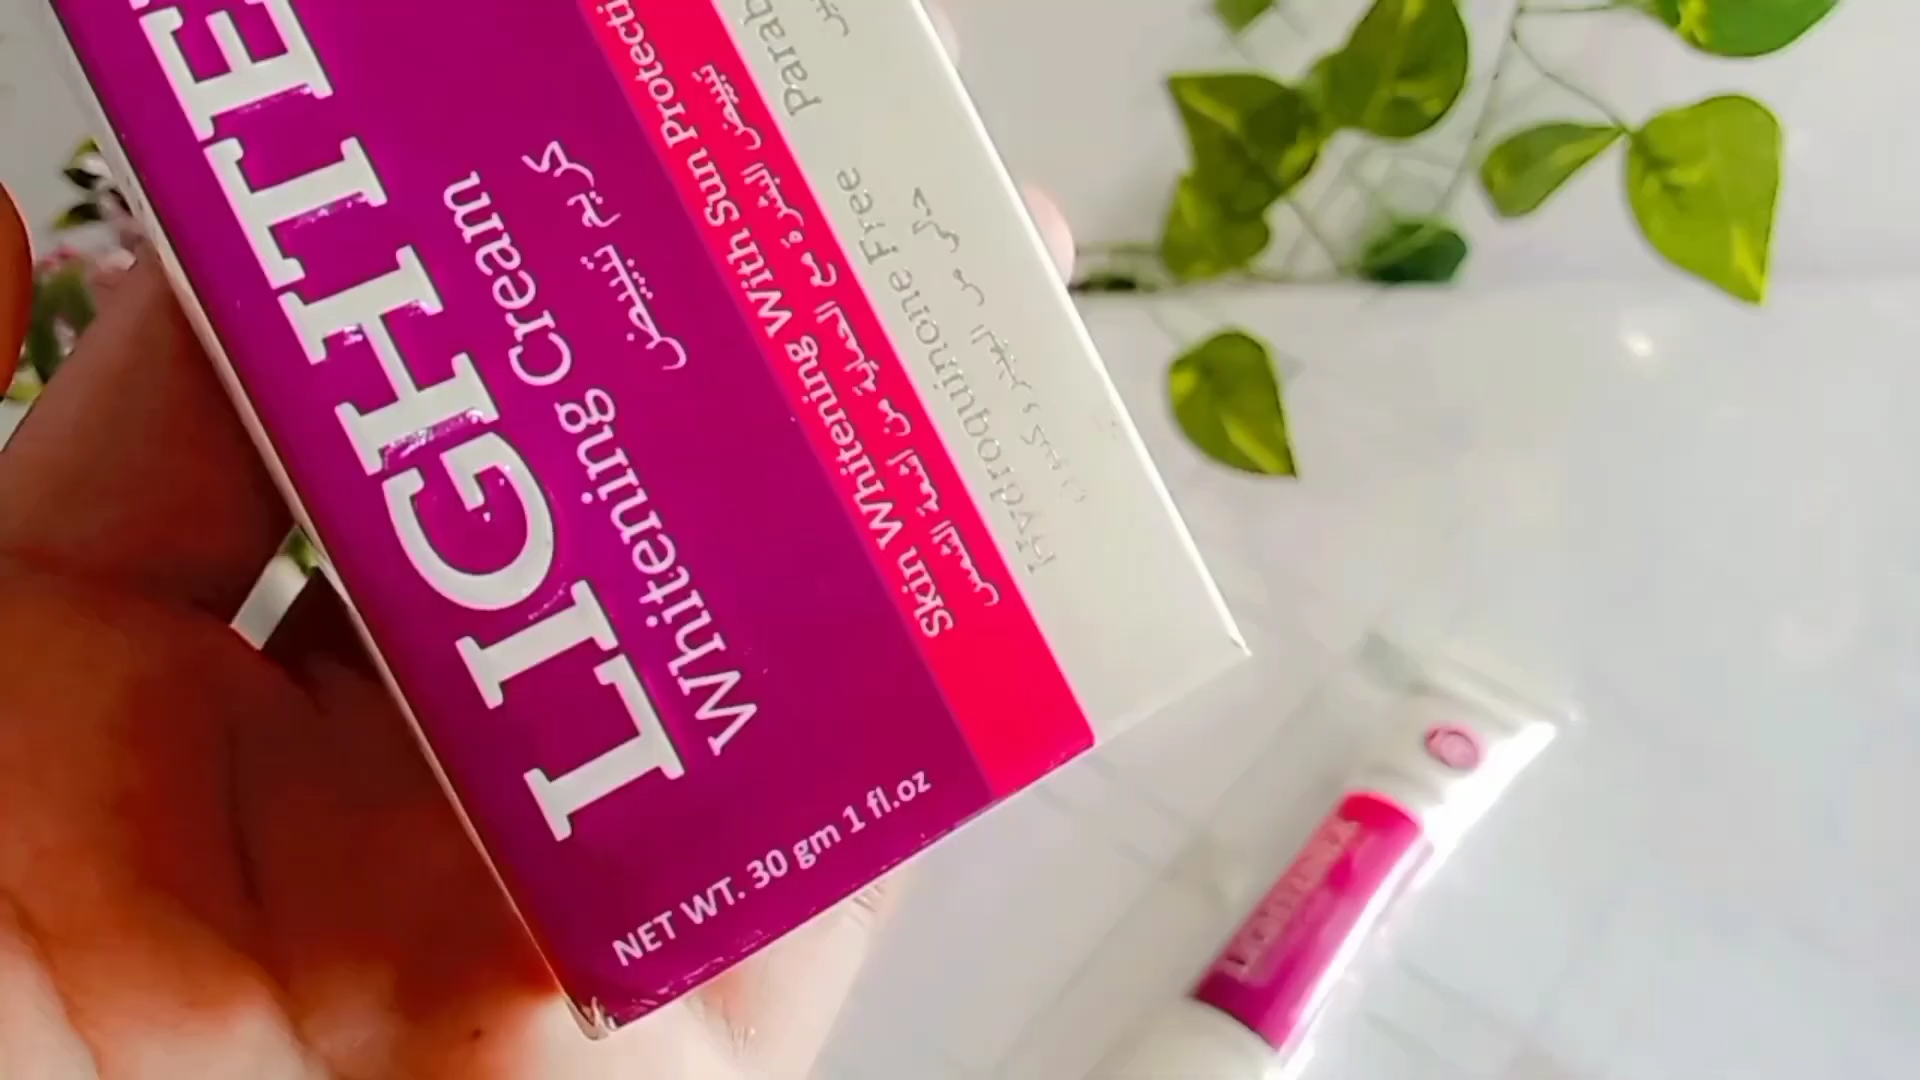 LIGHTE
Whitening Cream
كريم تبييض
Skin Whitening With Sun Protecti
تبييض البشرة مع الحماية من اشعة الشمس
Parab
Hydroquinone Free
NET WT. 30 gm 1 fl.oz